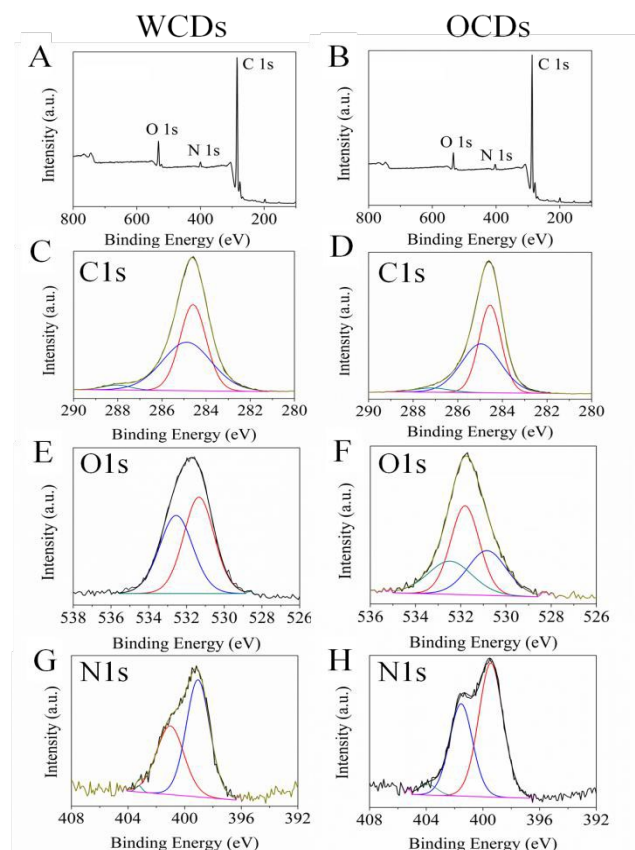 WCDs OCDs
A B
C 1s C 1s
O 1s N 1s O 1s N 1s
Intensity (a.u.) Intensity (a.u.)
800 600 400 200 800 600 400 200
Binding Energy (eV) Binding Energy (eV)
C C1s D C1s
Intensity (a.u.) Intensity (a.u.)
290 288 286 284 282 280 290 288 286 284 282 280
Binding Energy (eV) Binding Energy (eV)
E O1s F O1s
Intensity (a.u.) Intensity (a.u.)
538 536 534 532 530 528 526 536 534 532 530 528 526
Binding Energy (eV) Binding Energy (eV)
G N1s H N1s
Intensity (a.u.) Intensity (a.u.)
408 404 400 396 392 408 404 400 396 392
Binding Energy (eV) Binding Energy (eV)